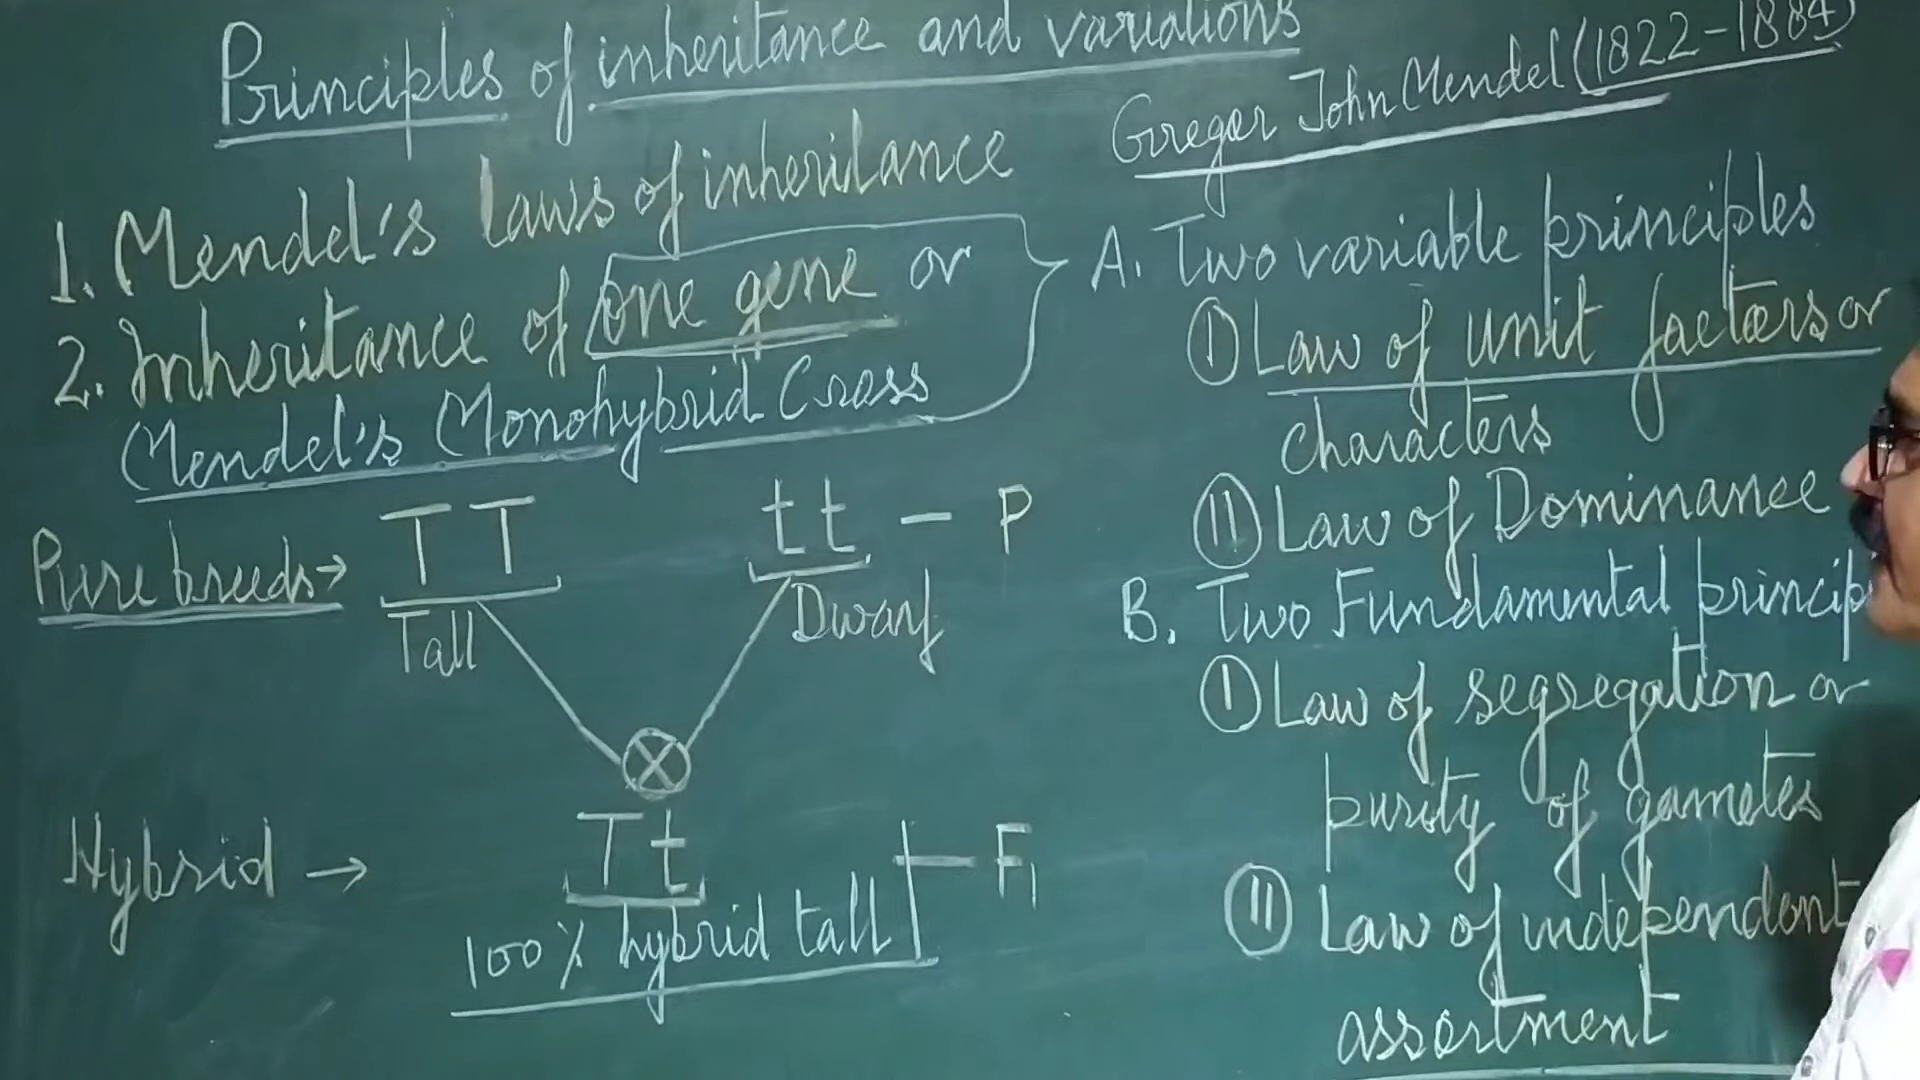 Principles of inheritance and variations
Gregor John Mendel (1822-1884)
1. Mendel's laws of inheritance
2. Inheritance of one gene or
Mendel's Monohybrid Cross
Pure breeds→ TT tt - P
Tall Dwarf
Hybrid → Tt - F1
100% hybrid tall
A. Two variable principles
I Law of unit factors or
characters
II Law of Dominance
B. Two Fundamental princip
I Law of segregation or
purity of gametes
II Law of independent
assortment